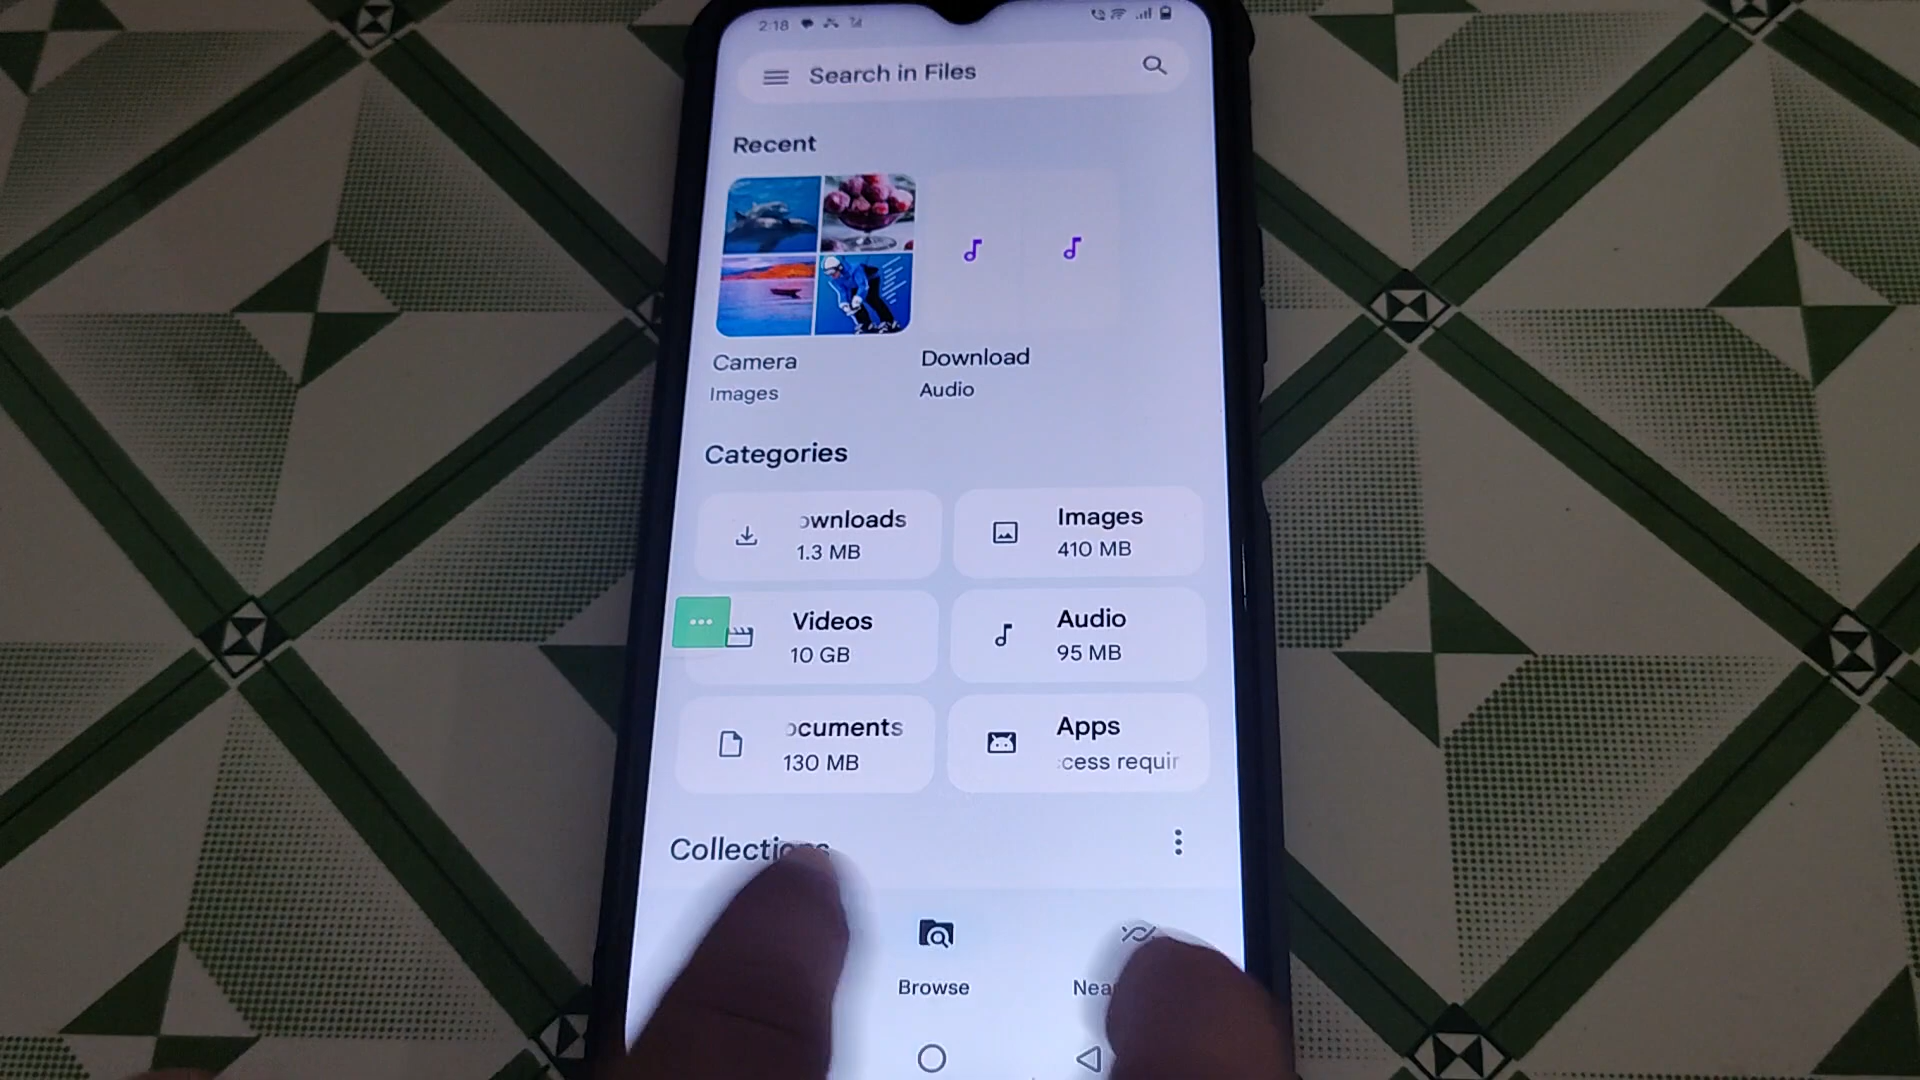 2:18
Search in Files
Recent
Camera
Images
Download
Audio
Categories
ownloads
1.3 MB
Images
410 MB
Videos
10 GB
Audio
95 MB
ocuments
130 MB
Apps
cess requir
Collections
Browse
Nea